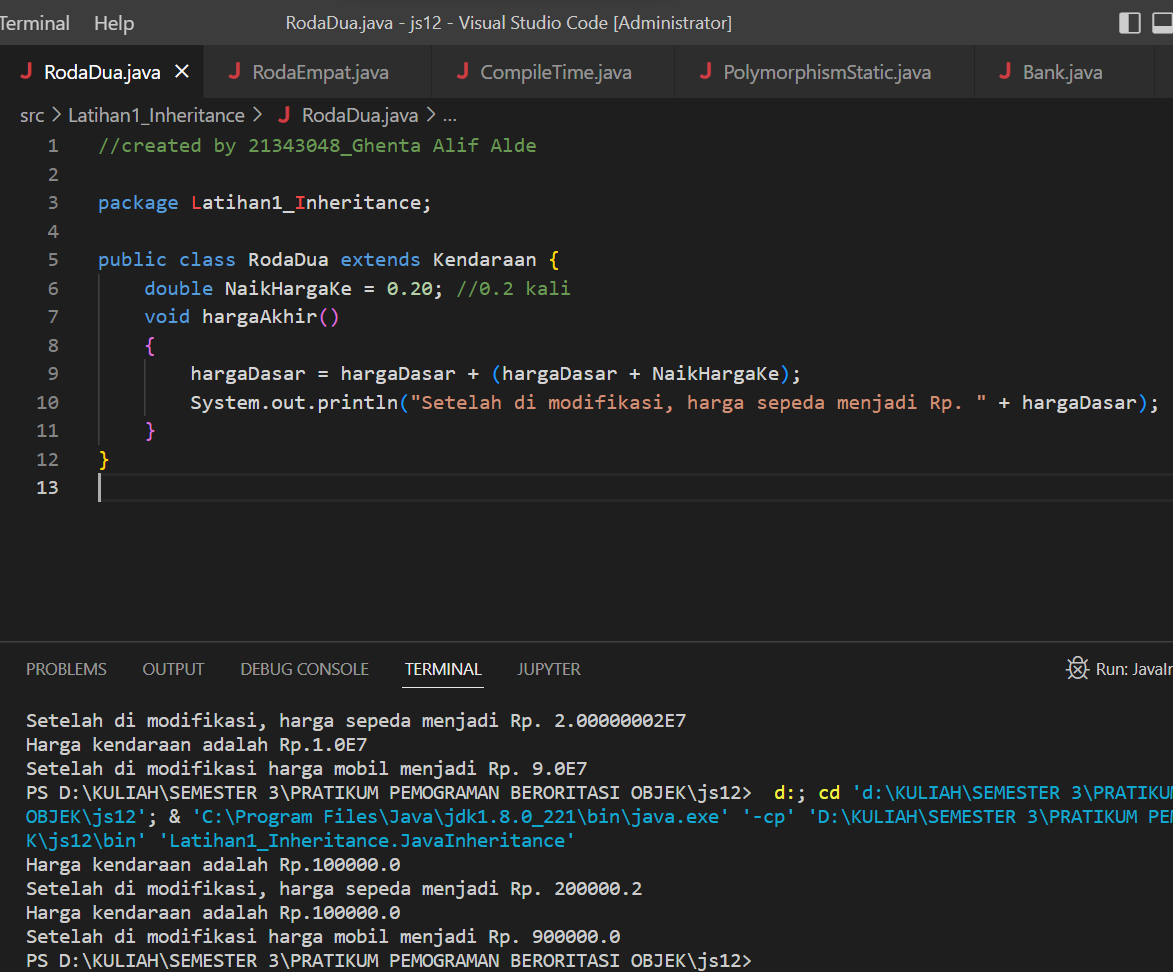 Terminal Help RodaDua.java - js12 - Visual Studio Code [Administrator]
RodaDua.java RodaEmpat.java CompileTime.java PolymorphismStatic.java Bank.java
src > Latihan1_Inheritance > RodaDua.java > ...
1 //created by 21343048_Ghenta Alif Alde
2
3 package Latihan1_Inheritance;
4
5 public class RodaDua extends Kendaraan {
6 double NaikHargaKe = 0.20; //0.2 kali
7 void hargaAkhir()
8 {
9 hargaDasar = hargaDasar + (hargaDasar + NaikHargaKe);
10 System.out.println("Setelah di modifikasi, harga sepeda menjadi Rp. " + hargaDasar);
11 }
12 }
13
PROBLEMS OUTPUT DEBUG CONSOLE TERMINAL JUPYTER Run: JavaIn
Setelah di modifikasi, harga sepeda menjadi Rp. 2.00000002E7
Harga kendaraan adalah Rp.1.0E7
Setelah di modifikasi harga mobil menjadi Rp. 9.0E7
PS D:\KULIAH\SEMESTER 3\PRATIKUM PEMOGRAMAN BERORITASI OBJEK\js12> d:; cd 'd:\KULIAH\SEMESTER 3\PRATIKUM
OBJEK\js12'; & 'C:\Program Files\Java\jdk1.8.0_221\bin\java.exe' '-cp' 'D:\KULIAH\SEMESTER 3\PRATIKUM PEM
K\js12\bin' 'Latihan1_Inheritance.JavaInheritance'
Harga kendaraan adalah Rp.100000.0
Setelah di modifikasi, harga sepeda menjadi Rp. 200000.2
Harga kendaraan adalah Rp.100000.0
Setelah di modifikasi harga mobil menjadi Rp. 900000.0
PS D:\KULIAH\SEMESTER 3\PRATIKUM PEMOGRAMAN BERORITASI OBJEK\js12>